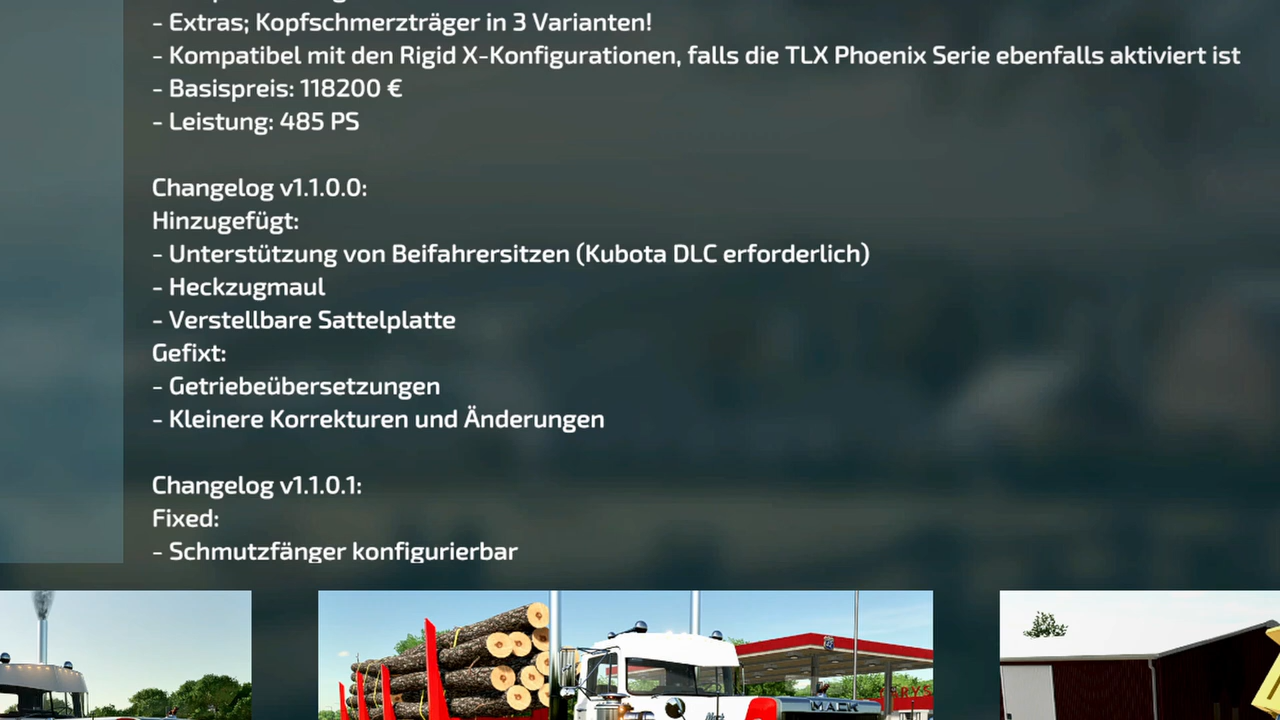 - Extras; Kopfschmerzträger in 3 Varianten!
- Kompatibel mit den Rigid X-Konfigurationen, falls die TLX Phoenix Serie ebenfalls aktiviert ist
- Basispreis: 118200 €
- Leistung: 485 PS
Changelog v1.1.0.0:
Hinzugefügt:
- Unterstützung von Beifahrersitzen (Kubota DLC erforderlich)
- Heckzugmaul
- Verstellbare Sattelplatte
Gefixt:
- Getriebeübersetzungen
- Kleinere Korrekturen und Änderungen
Changelog v1.1.0.1:
Fixed:
- Schmutzfänger konfigurierbar
MACK